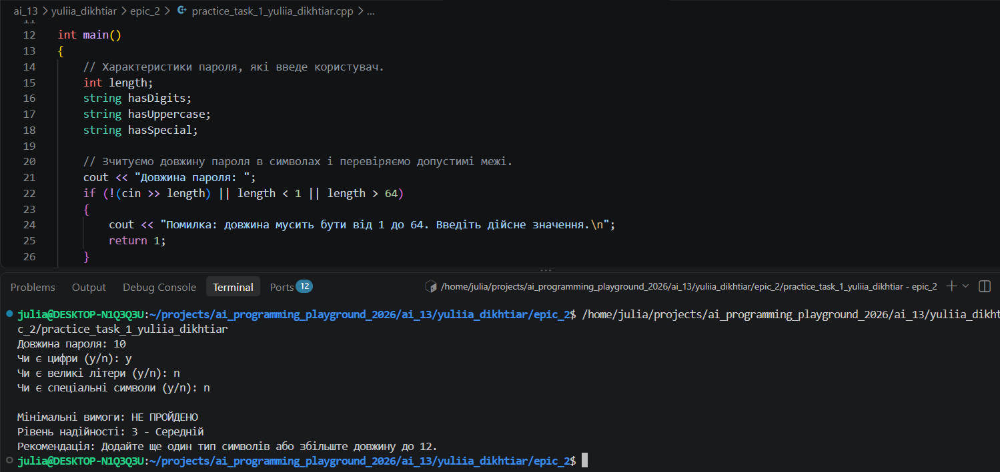 ai_13 > yuliia_dikhtiar > epic_2 > practice_task_1_yuliia_dikhtiar.cpp > ...
11
12 int main()
13 {
14 // Характеристики пароля, які введе користувач.
15 int length;
16 string hasDigits;
17 string hasUppercase;
18 string hasSpecial;
19
20 // Зчитуємо довжину пароля в символах і перевіряємо допустимі межі.
21 cout << "Довжина пароля: ";
22 if (!(cin >> length) || length < 1 || length > 64)
23 {
24 cout << "Помилка: довжина мусить бути від 1 до 64. Введіть дійсне значення.\n";
25 return 1;
26 }
Problems Output Debug Console Terminal Ports 12 /home/julia/projects/ai_programming_playground_2026/ai_13/yuliia_dikhtiar/epic_2/practice_task_1_yuliia_dikhtiar - epic_2
julia@DESKTOP-N1Q3Q3U:~/projects/ai_programming_playground_2026/ai_13/yuliia_dikhtiar/epic_2$ /home/julia/projects/ai_programming_playground_2026/ai_13/yuliia_dikht
c_2/practice_task_1_yuliia_dikhtiar
Довжина пароля: 10
Чи є цифри (y/n): y
Чи є великі літери (y/n): n
Чи є спеціальні символи (y/n): n
Мінімальні вимоги: НЕ ПРОЙДЕНО
Рівень надійності: 3 - Середній
Рекомендація: Додайте ще один тип символів або збільште довжину до 12.
julia@DESKTOP-N1Q3Q3U:~/projects/ai_programming_playground_2026/ai_13/yuliia_dikhtiar/epic_2$